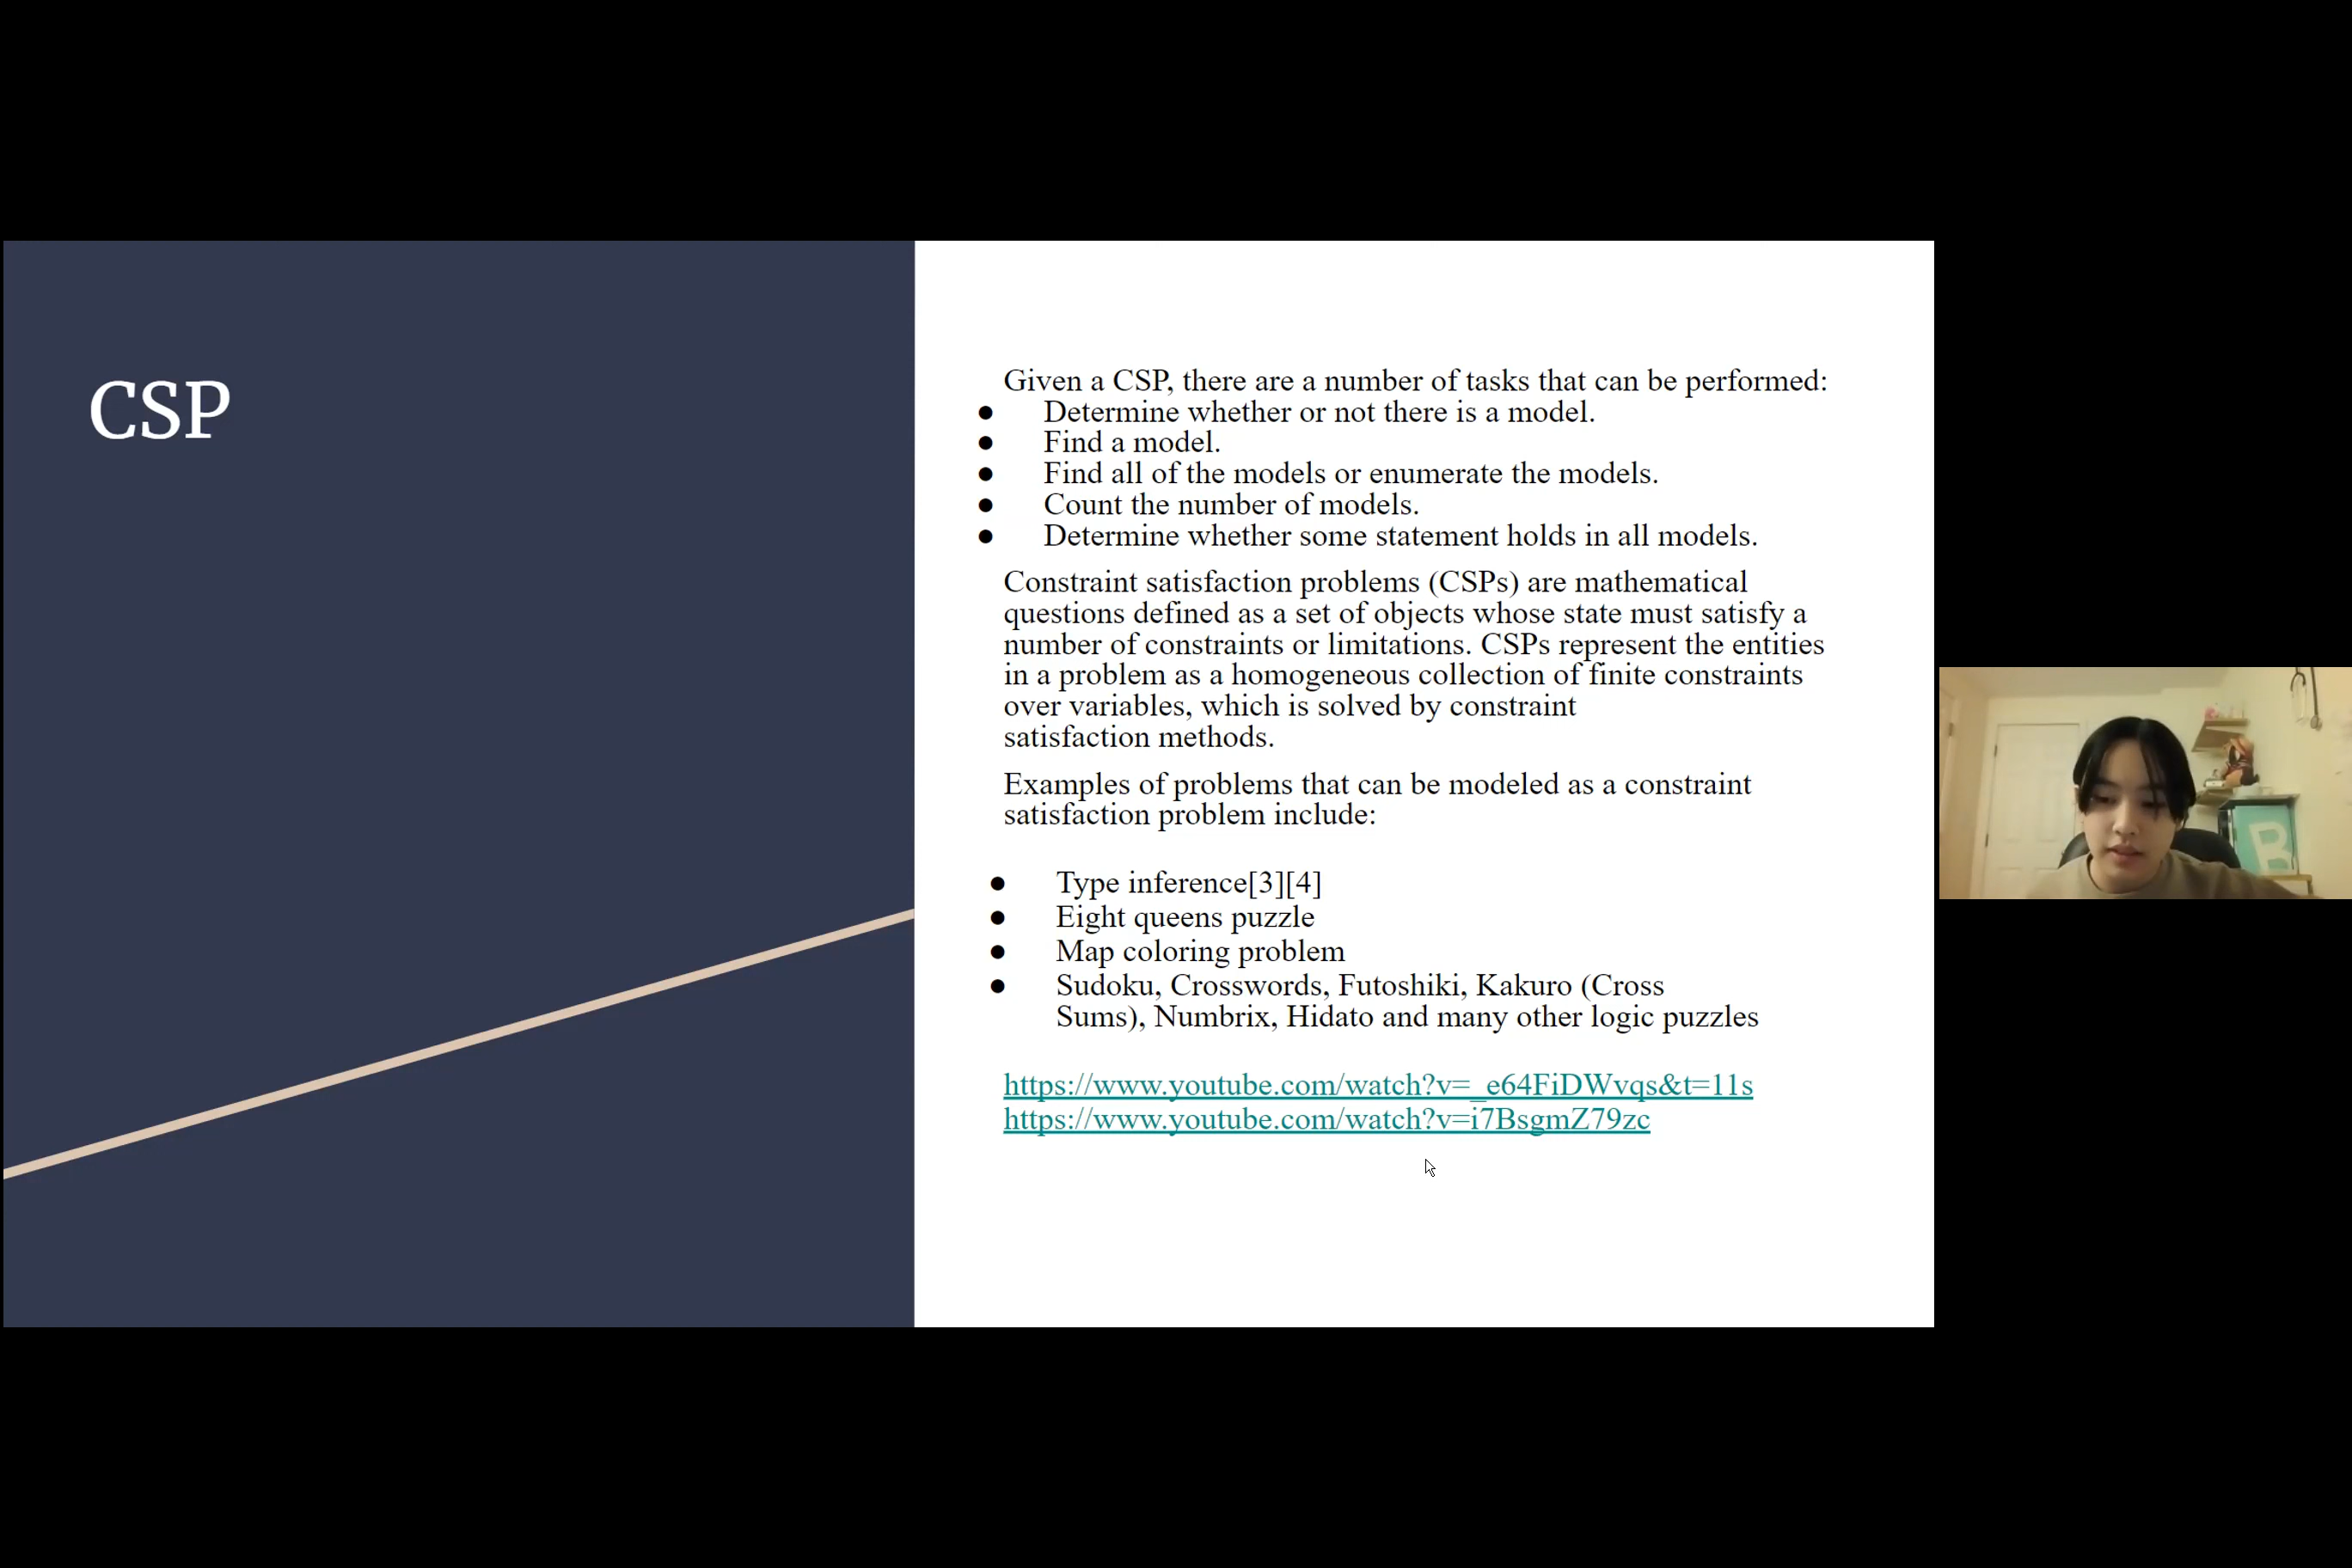 CSP
Given a CSP, there are a number of tasks that can be performed:
● Determine whether or not there is a model.
● Find a model.
● Find all of the models or enumerate the models.
● Count the number of models.
● Determine whether some statement holds in all models.
Constraint satisfaction problems (CSPs) are mathematical
questions defined as a set of objects whose state must satisfy a
number of constraints or limitations. CSPs represent the entities
in a problem as a homogeneous collection of finite constraints
over variables, which is solved by constraint
satisfaction methods.
Examples of problems that can be modeled as a constraint
satisfaction problem include:
● Type inference[3][4]
● Eight queens puzzle
● Map coloring problem
● Sudoku, Crosswords, Futoshiki, Kakuro (Cross
Sums), Numbrix, Hidato and many other logic puzzles
https://www.youtube.com/watch?v=_e64FiDWvqs&t=11s
https://www.youtube.com/watch?v=i7BsgmZ79zc
B